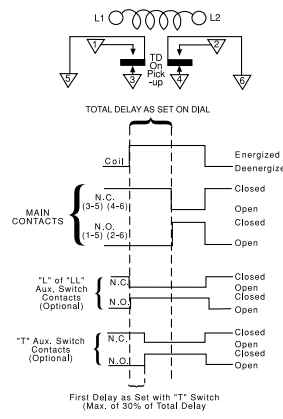 L1 L2
1 2
TD
On
Pick
-up
5 3 4 6
TOTAL DELAY AS SET ON DIAL
Coil
Energized
Deenergize
MAIN
CONTACTS
N.C.
(3-5) (4-6)
Closed
Open
N.O.
(1-5) (2-6)
Closed
Open
"L" of "LL"
Aux, Switch
Contacts
(Optional)
N.C.
Closed
Open
N.O.
Closed
Open
"T" Aux. Switch
Contacts
(Optional)
N.C.
Closed
Open
N.O.
Closed
Open
First Delay as Set with "T" Switch
(Max. of 30% of Total Delay